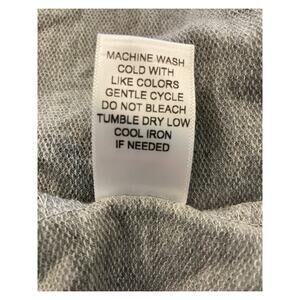 MACHINE WASH
COLD WITH
LIKE COLORS
GENTLE CYCLE
DO NOT BLEACH
TUMBLE DRY LOW
COOL IRON
IF NEEDED